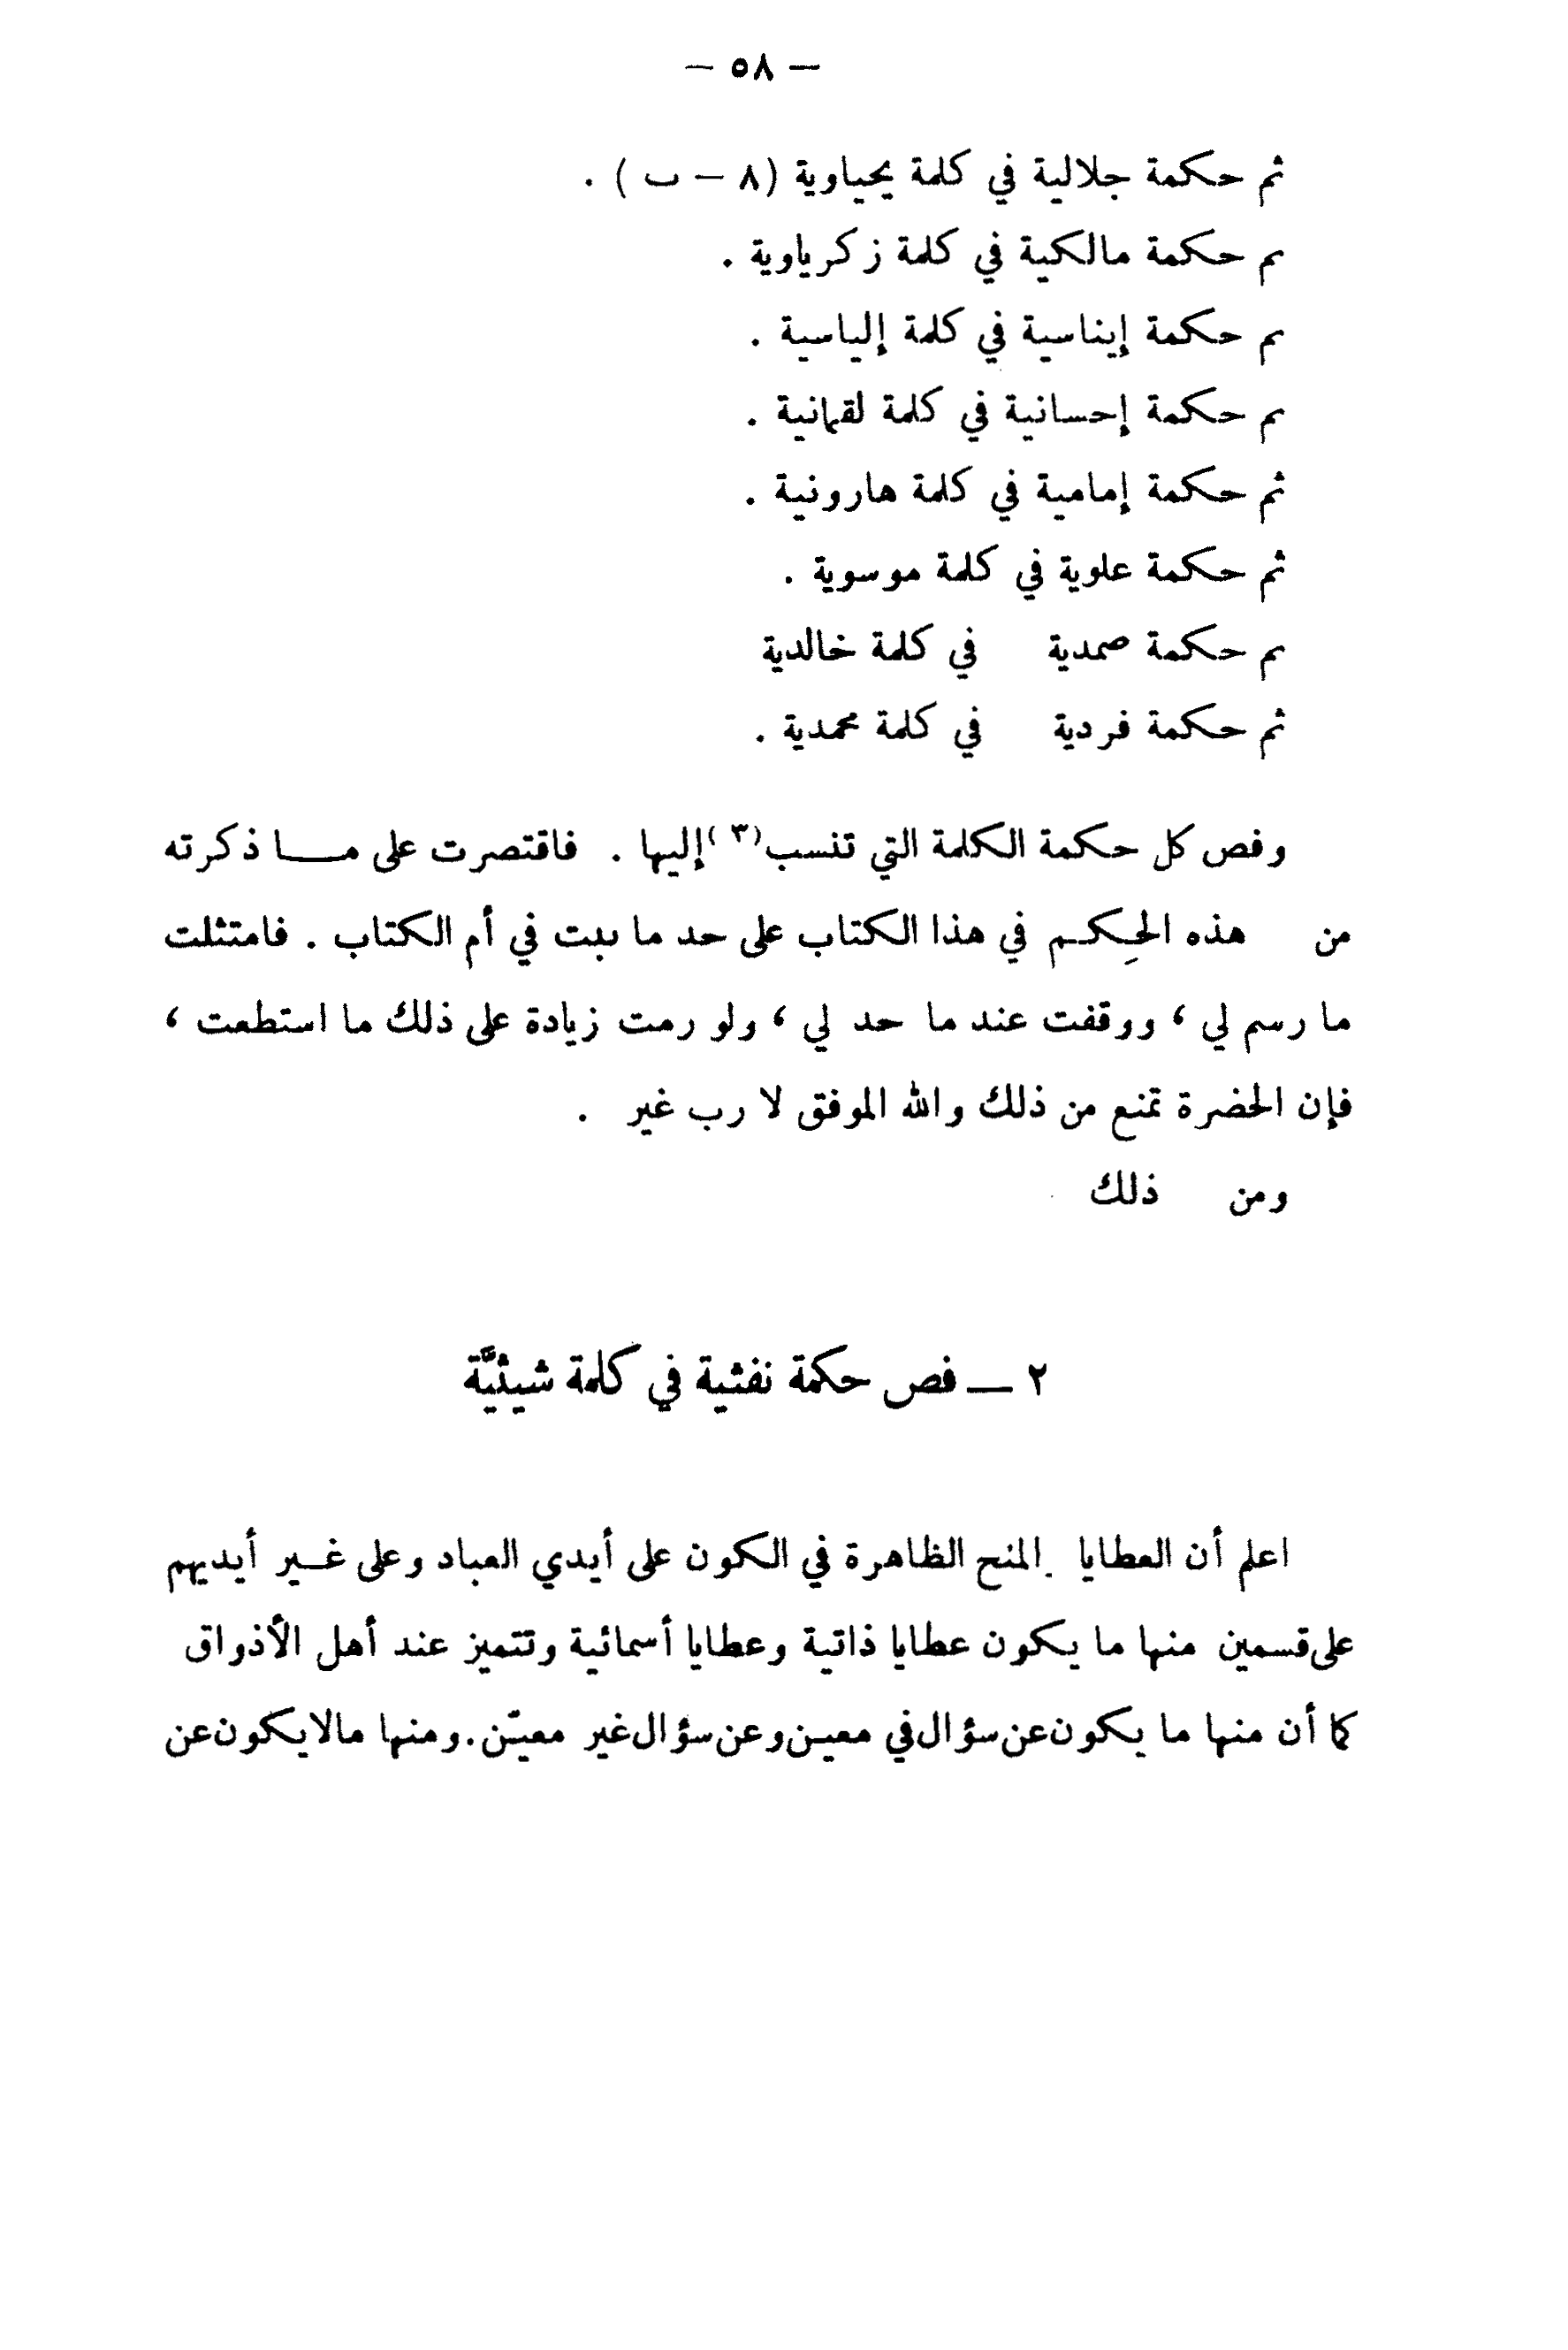 — ٥٨ —
ثم حكمة جلالية في كلمة يحياوية (٨ – ب) .
ثم حكمة مالكية في كلمة زكرياوية .
ثم حكمة إيناسية في كلمة إلياسية .
ثم حكمة إحسانية في كلمة لقمانية .
ثم حكمة إمامية في كلمة هارونية .
ثم حكمة علوية في كلمة موسوية .
ثم حكمة صمدية في كلمة خالدية
ثم حكمة فردية في كلمة محمدية .
وفص كل حكمة الكلمة التي تنسب (٣) إليها . فاقتصرت على مــا ذكرته
من هذه الحِكم في هذا الكتاب على حد ما ثبت في أم الكتاب . فامتثلت
ما رسم لي ، ووقفت عند ما حد لي ، ولو رمت زيادة على ذلك ما استطعت ،
فإن الحضرة تمنع من ذلك والله الموفق لا رب غير .
ومن ذلك
٢ — فص حكمة نفثية في كلمة شيثيَّة
اعلم أن العطايا المنح الظاهرة في الكون على أيدي العباد وعلى غـير أيديهم
على قسمين منها ما يكون عطايا ذاتية وعطايا أسمائية وتتميز عند أهل الأذواق
كما أن منها ما يكون عن سؤال في معين وعن سؤال غير معيّن. ومنها ما لا يكون عن